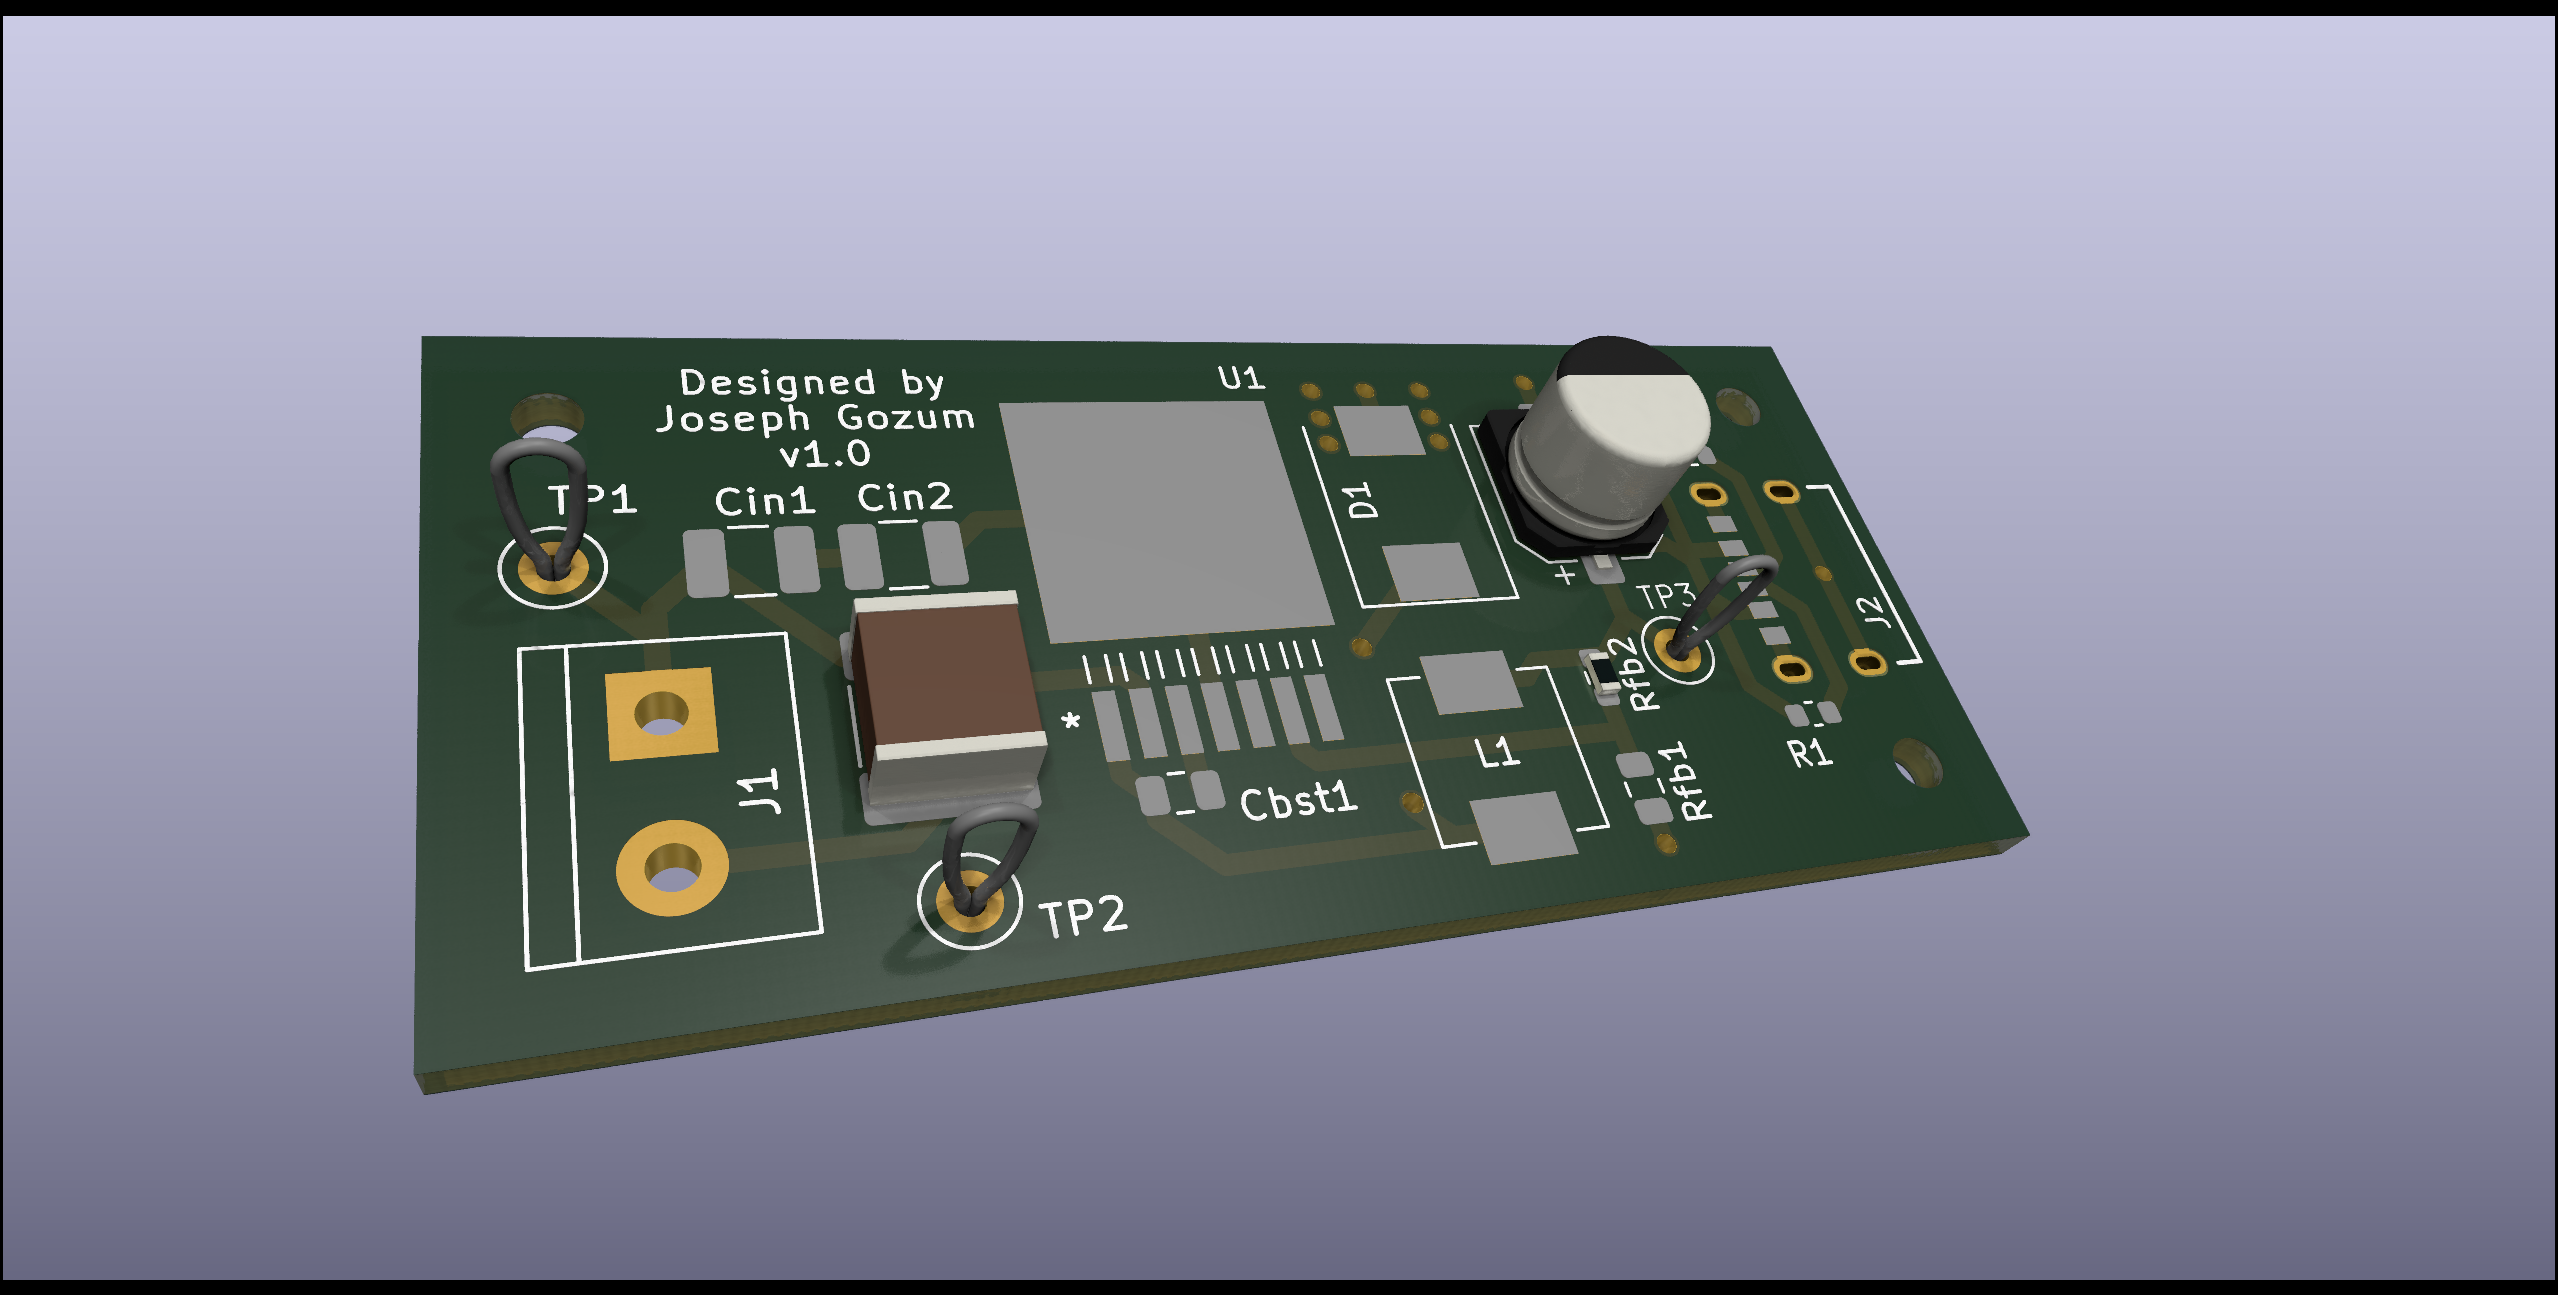 Designed by
Joseph Gozum
v1.0
U1
TP1
Cin1
Cin2
D1
+
TP3
J2
Rfb2
*
L1
R1
J1
Cbst1
Rfb1
TP2